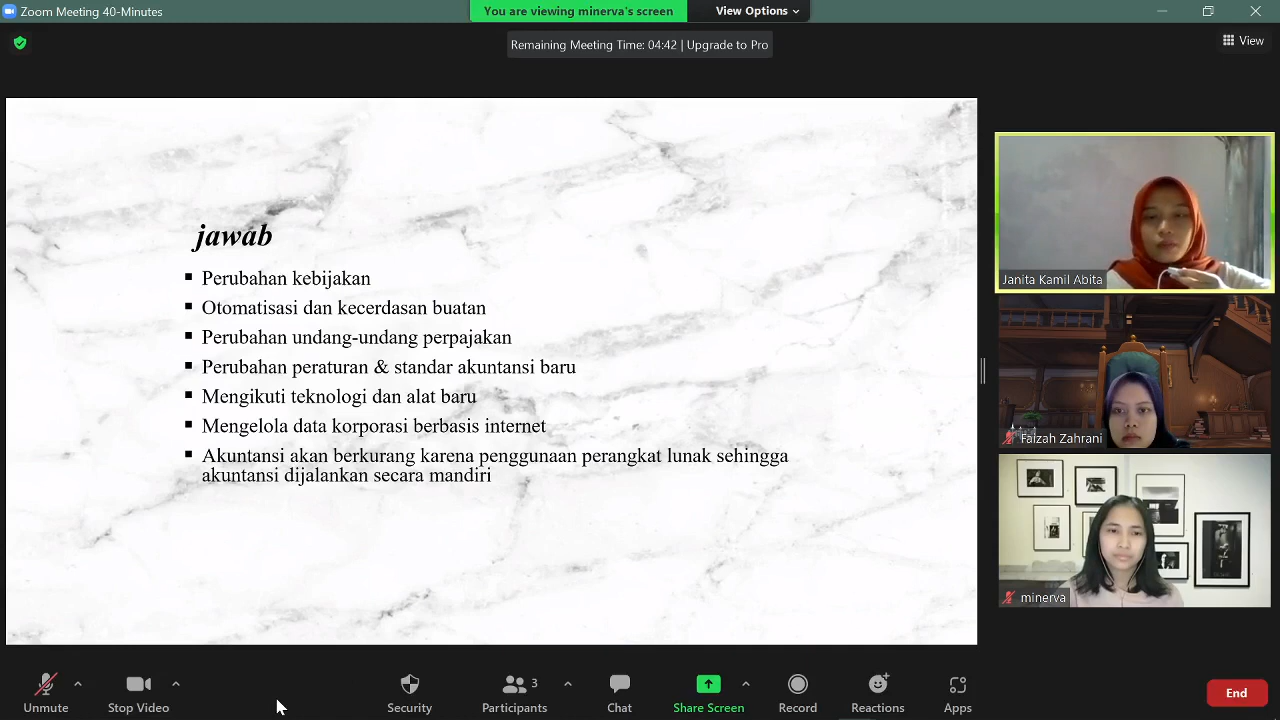 Zoom Meeting 40-Minutes
You are viewing minerva's screen
View Options
Remaining Meeting Time: 04:42 | Upgrade to Pro
View
jawab
Perubahan kebijakan
Otomatisasi dan kecerdasan buatan
Perubahan undang-undang perpajakan
Perubahan peraturan & standar akuntansi baru
Mengikuti teknologi dan alat baru
Mengelola data korporasi berbasis internet
Akuntansi akan berkurang karena penggunaan perangkat lunak sehingga
akuntansi dijalankan secara mandiri
Janita Kamil Abita
Faizah Zahrani
minerva
Unmute
Stop Video
Security
Participants
3
Chat
Share Screen
Record
Reactions
Apps
End